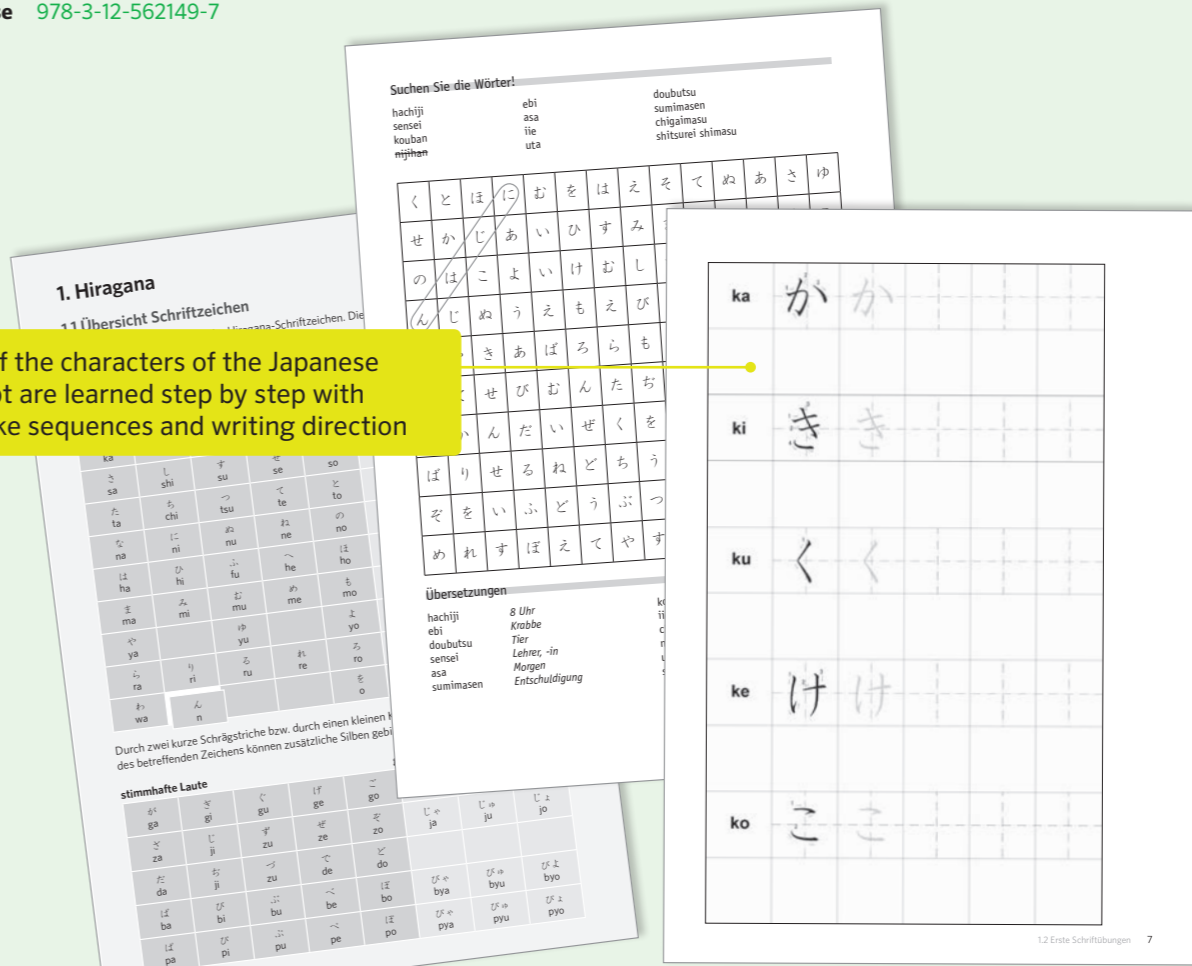 se 978-3-12-562149-7
Suchen Sie die Wörter!
hachiji ebi doubutsu
sensei asa sumimasen
kouban iie chigaimasu
nijihan uta shitsurei shimasu
く と ほ に む を は え そ て ぬ あ さ ゆ
せ か じ あ い ひ す み
の は こ よ い け む し
ん じ ぬ う え も え び
き あ ば ろ ら も
せ び む ん た ぢ
ん だ い ぜ く を
ば り せ る ね ど ち う
ぞ を い ふ ど う ぶ つ
め れ す ぼ え て や す
Übersetzungen
hachiji 8 Uhr
ebi Krabbe
doubutsu Tier
sensei Lehrer, -in
asa Morgen
sumimasen Entschuldigung
1. Hiragana
1.1 Übersicht Schriftzeichen
Hiragana-Schriftzeichen. Die
f the characters of the Japanese
ot are learned step by step with
ke sequences and writing direction
ka se so
さ し す せ と
sa shi su se so
た ち つ て と
ta chi tsu te to
な に ぬ ね の
na ni nu ne no
は ひ ふ へ ほ
ha hi fu he ho
ま み む め も
ma mi mu me mo
や ゆ よ
ya yu yo
ら り る れ ろ
ra ri ru re ro
わ ん を
wa n o
Durch zwei kurze Schrägstriche bzw. durch einen kleinen
des betreffenden Zeichens können zusätzliche Silben gebi
stimmhafte Laute
が ぎ ぐ げ ご
ga gi gu ge go
ざ じ ず ぜ ぞ じゃ じゅ じょ
za ji zu ze zo ja ju jo
だ ぢ づ で ど
da ji zu de do
ば び ぶ べ ぼ びゃ びゅ びょ
ba bi bu be bo bya byu byo
ぱ ぴ ぷ ぺ ぽ ぴゃ ぴゅ ぴょ
pa pi pu pe po pya pyu pyo
ka か か
ki き き
ku く く
ke け け
ko こ こ
1.2 Erste Schriftübungen 7